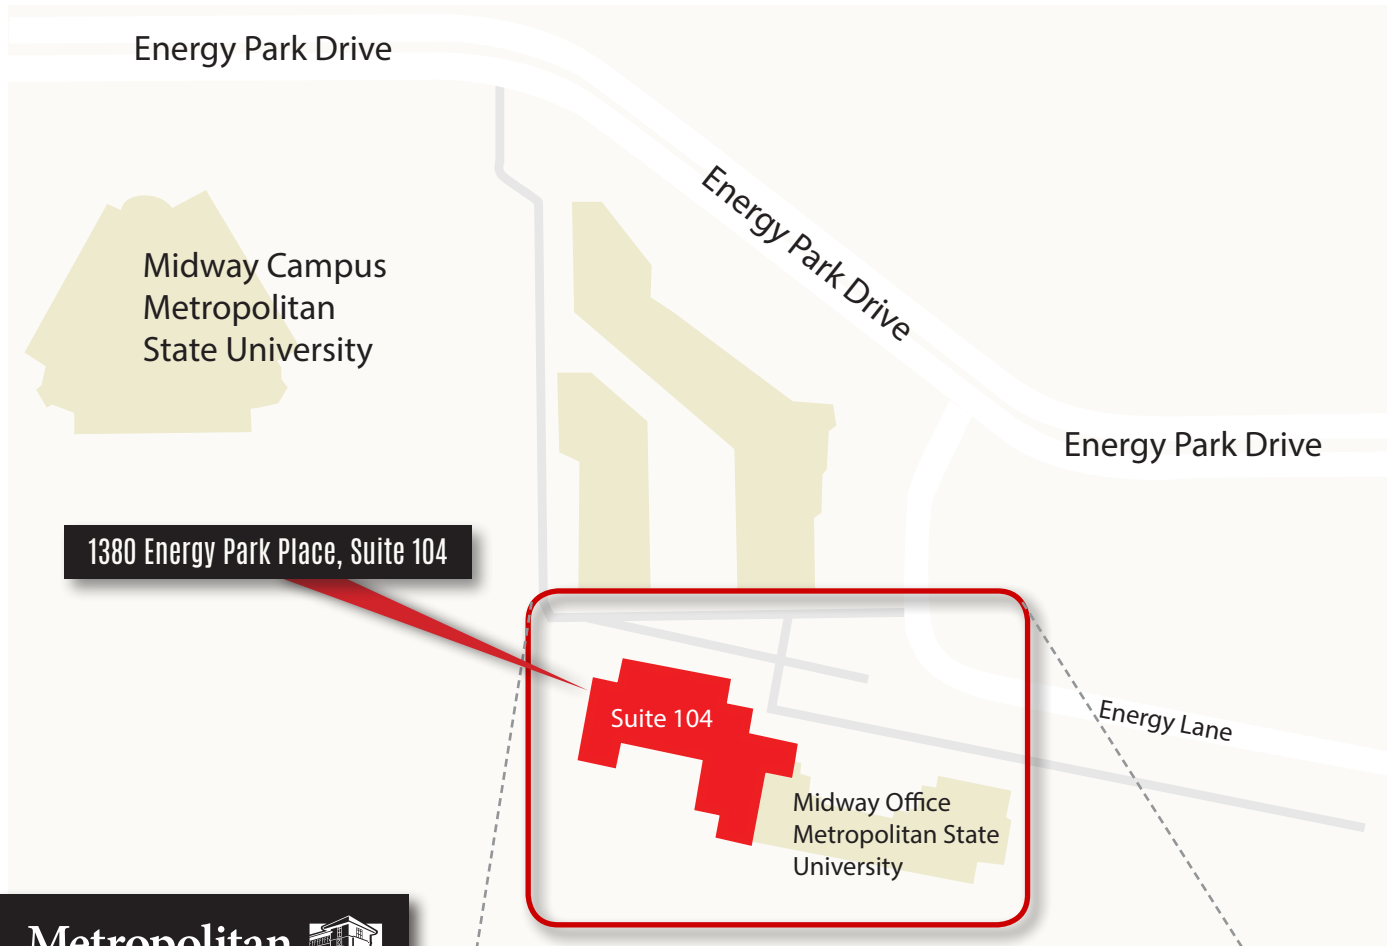 Energy Park Drive
Energy Park Drive
Midway Campus
Metropolitan
State University
Energy Park Drive
1380 Energy Park Place, Suite 104
Suite 104
Energy Lane
Midway Office
Metropolitan State
University
Metropolitan